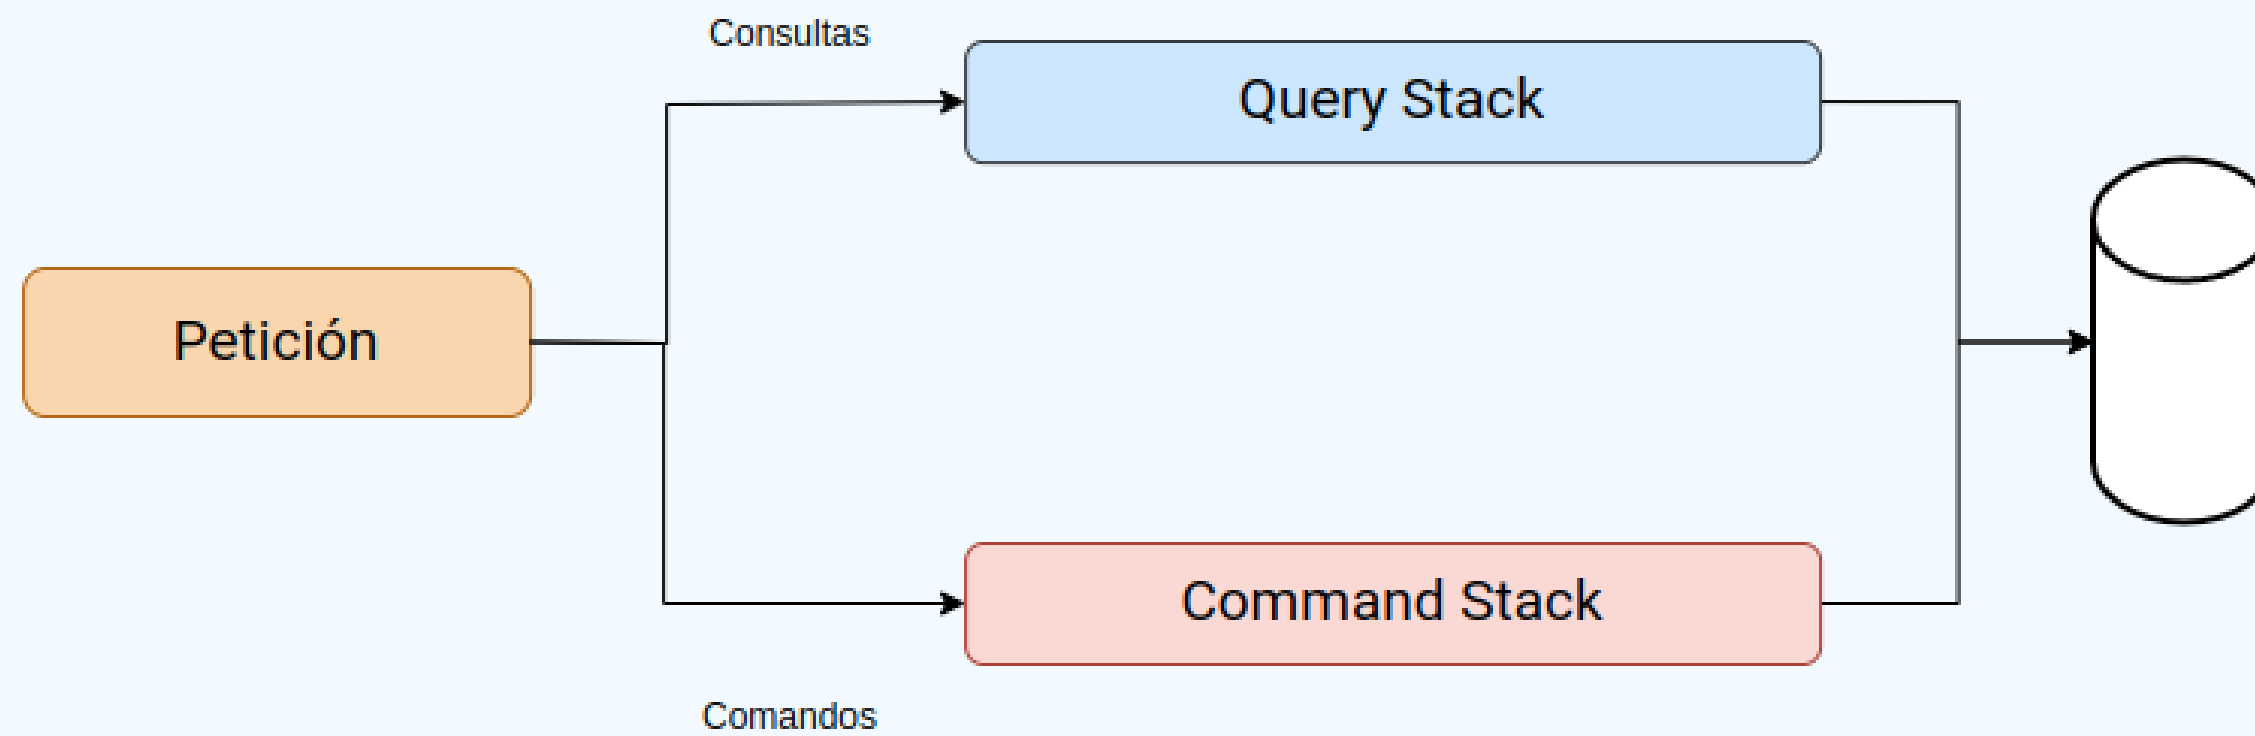 Consultas
Query Stack
Petición
Command Stack
Comandos